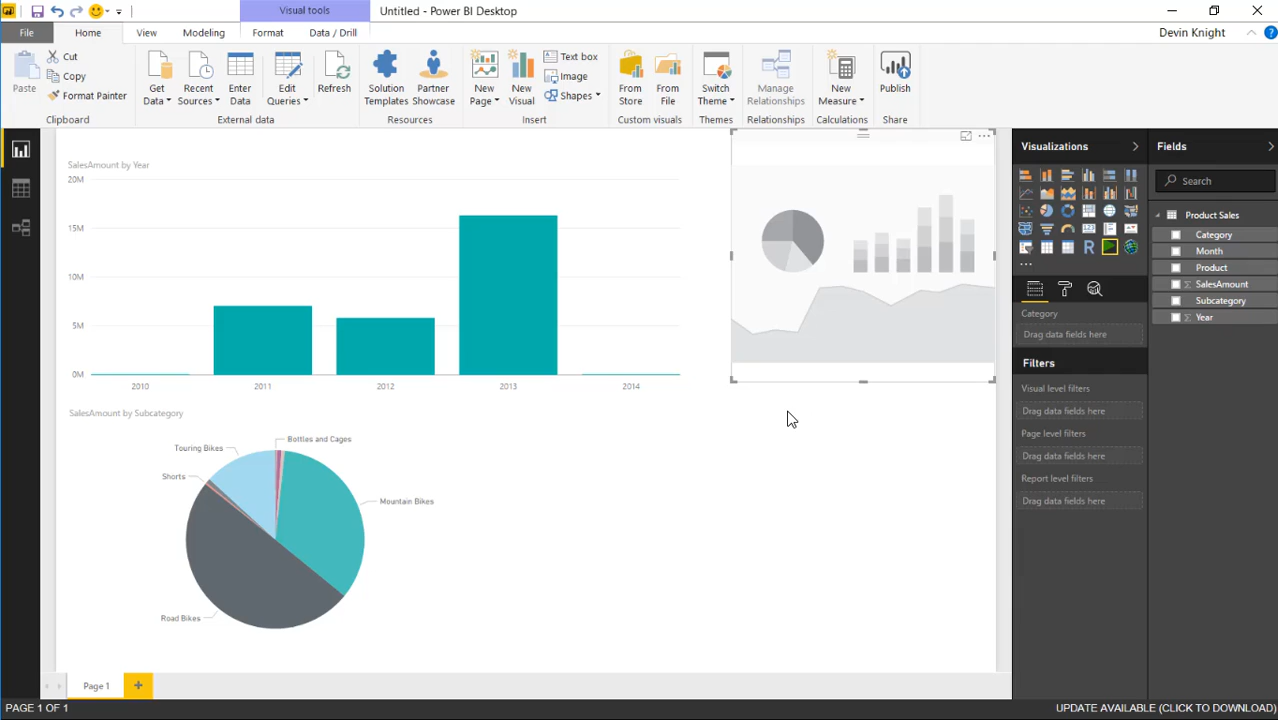 Visual tools
Untitled - Power BI Desktop
File
Home
View
Modeling
Format
Data / Drill
Devin Knight
?
Paste
Cut
Copy
Format Painter
Clipboard
Get Data
Recent Sources
Enter Data
Edit Queries
Refresh
External data
Solution Templates
Partner Showcase
Resources
New Page
New Visual
Text box
Image
Shapes
Insert
From Store
From File
Custom visuals
Switch Theme
Themes
Manage Relationships
Relationships
New Measure
Calculations
Publish
Share
SalesAmount by Year
20M
15M
10M
5M
0M
2010
2011
2012
2013
2014
SalesAmount by Subcategory
Bottles and Cages
Touring Bikes
Shorts
Mountain Bikes
Road Bikes
Visualizations
R
Category
Drag data fields here
Filters
Visual level filters
Drag data fields here
Page level filters
Drag data fields here
Report level filters
Drag data fields here
Fields
Search
Product Sales
Category
Month
Product
Σ SalesAmount
Subcategory
Σ Year
Page 1
PAGE 1 OF 1
UPDATE AVAILABLE (CLICK TO DOWNLOAD)